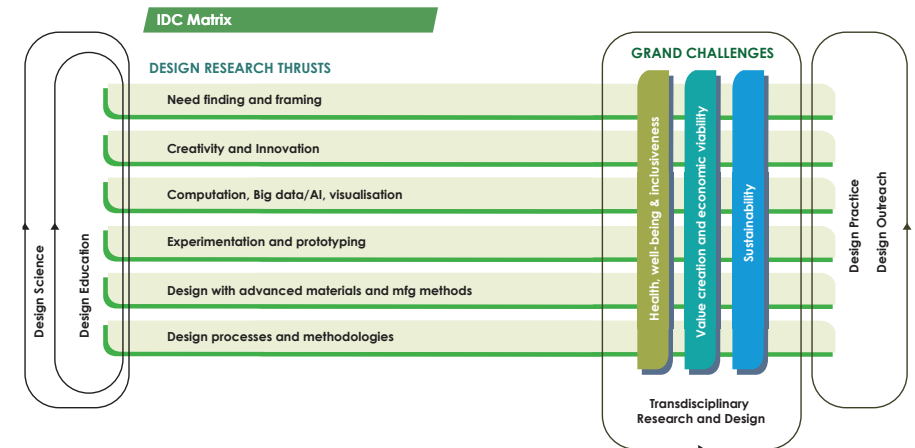 IDC Matrix
DESIGN RESEARCH THRUSTS
GRAND CHALLENGES
Need finding and framing
Creativity and Innovation
Computation, Big data/AI, visualisation
Experimentation and prototyping
Design with advanced materials and mfg methods
Design processes and methodologies
Design Science
Design Education
Health, well-being & inclusiveness
Value creation and economic viability
Sustainability
Design Practice
Design Outreach
Transdisciplinary
Research and Design